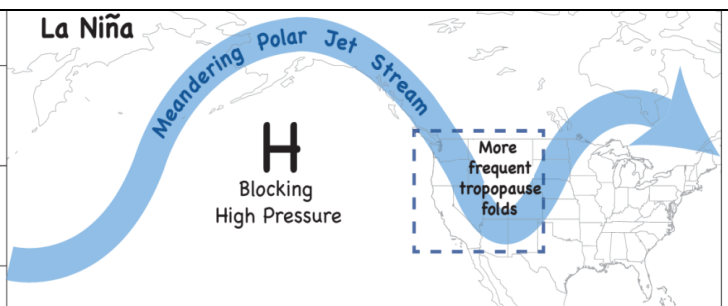 La Niña
Meandering Polar Jet Stream
H
Blocking
High Pressure
More
frequent
tropopause
folds